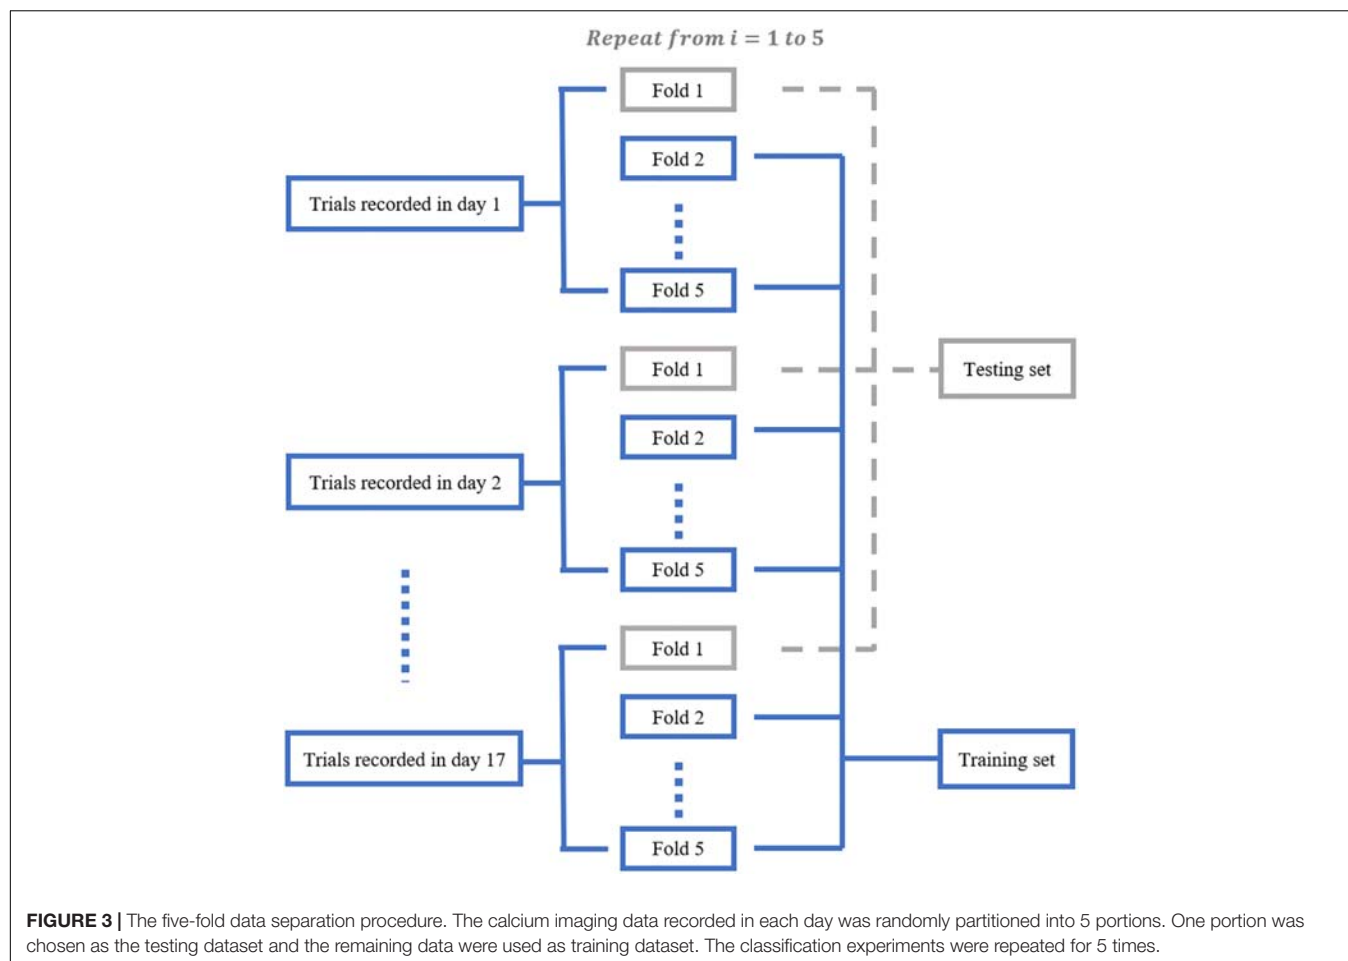 Repeat from i = 1 to 5
Fold 1
Fold 2
Trials recorded in day 1
Fold 5
Fold 1
Testing set
Fold 2
Trials recorded in day 2
Fold 5
Fold 1
Fold 2
Trials recorded in day 17
Training set
Fold 5
FIGURE 3 | The five-fold data separation procedure. The calcium imaging data recorded in each day was randomly partitioned into 5 portions. One portion was
chosen as the testing dataset and the remaining data were used as training dataset. The classification experiments were repeated for 5 times.